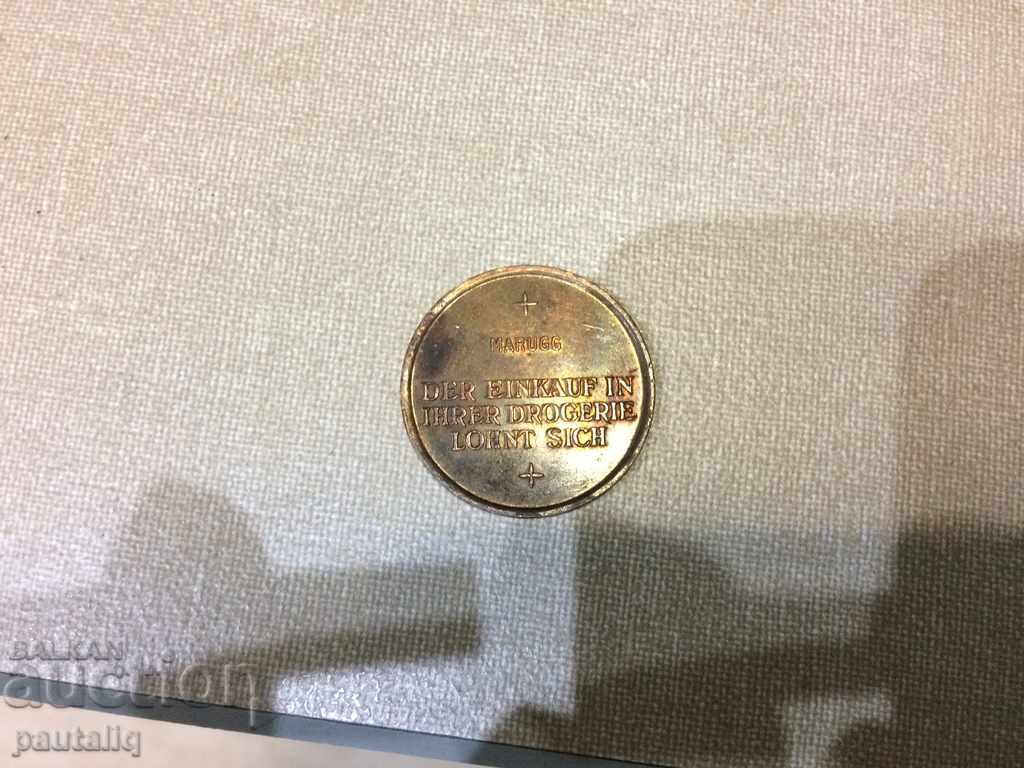 MARUGG
DER EINKAUF IN
IHRER DROGERIE
LOHNT SICH
BALKAN
auction
pautaliq